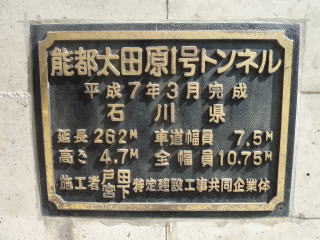 能都太田原1号トンネル
平成7年3月完成
石川県
延長262M 車道幅員 7.5M
高さ4.7M 全幅員10.75M
施工者 戸田 宮下 特定建設工事共同企業体